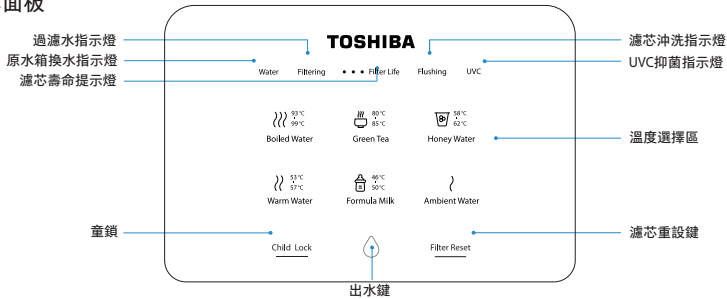 面板
過濾水指示燈
原水箱換水指示燈
濾芯壽命提示燈
TOSHIBA
濾芯沖洗指示燈
UVC抑菌指示燈
Water Filtering Filter Life Flushing UVC
93°C 80°C 58°C
99°C 85°C 62°C
Boiled Water Green Tea Honey Water
溫度選擇區
53°C 46°C
57°C 50°C
Warm Water Formula Milk Ambient Water
童鎖
Child Lock Filter Reset
濾芯重設鍵
出水鍵